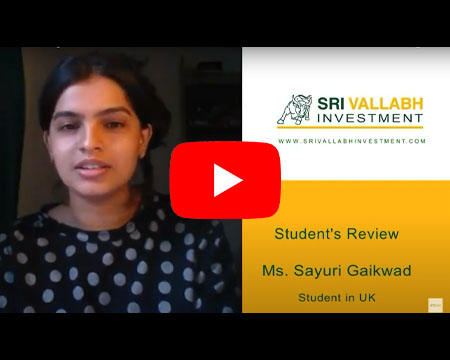 SRI VALLABH
INVESTMENT
WWW.SRIVALLABHINVESTMENT.COM
Student's Review
Ms. Sayuri Gaikwad
Student in UK